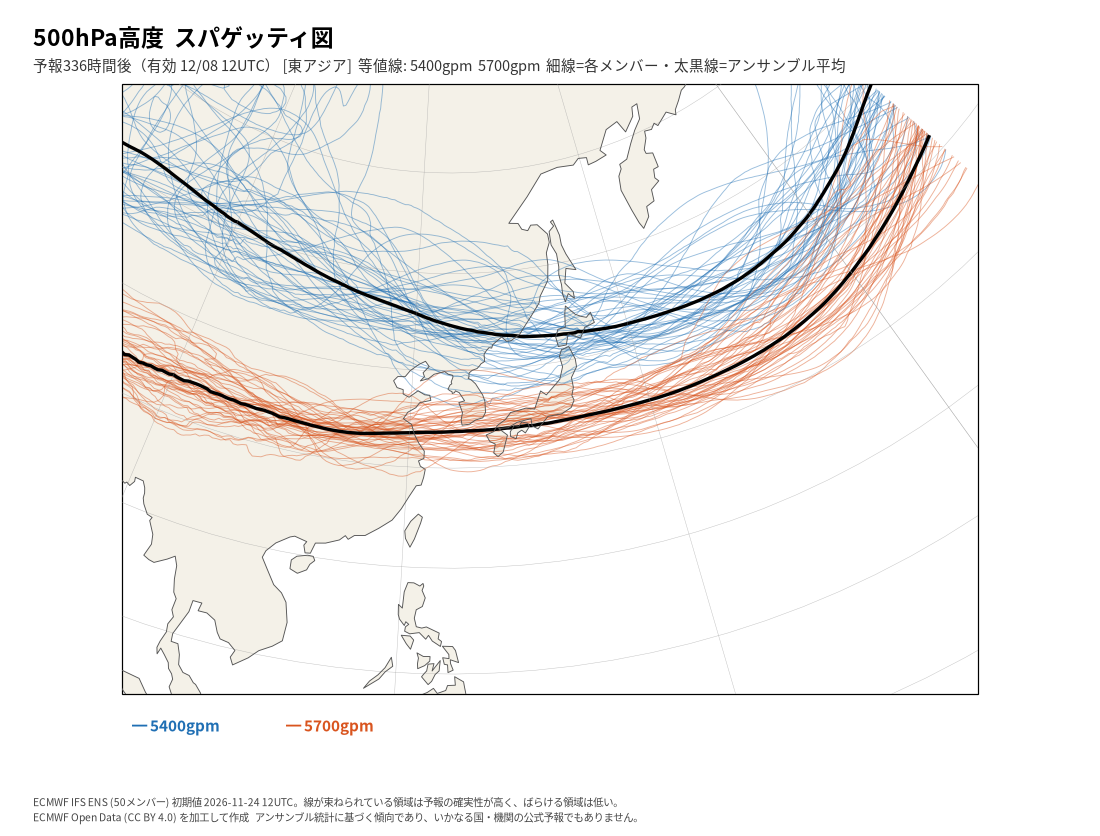 500hPa高度 スパゲッティ図
予報336時間後（有効 12/08 12UTC） [東アジア] 等値線: 5400gpm 5700gpm 細線=各メンバー・太黒線=アンサンブル平均
5400gpm
5700gpm
ECMWF IFS ENS (50メンバー) 初期値 2026-11-24 12UTC。線が束ねられている領域は予報の確実性が高く、ばらける領域は低い。
ECMWF Open Data (CC BY 4.0) を加工して作成 アンサンブル統計に基づく傾向であり、いかなる国・機関の公式予報でもありません。